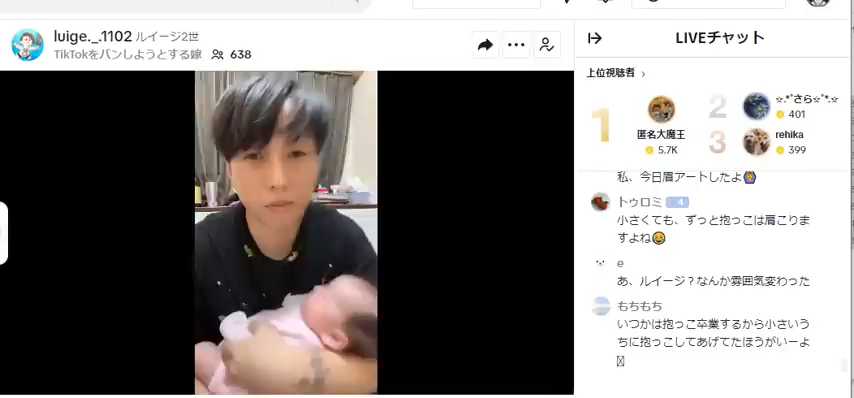 luige._.1102 ルイージ2世
TikTokをバンしようとする嫁 638
LIVEチャット
上位視聴者
1
匿名大魔王
5.7K
2
☆.*ﾟさら☆ﾟ*.☆
401
3
rehika
399
私、今日眉アートしたよ🙆
トゥロミ 4
小さくても、ずっと抱っこは肩こりま
すよね😂
e
あ、ルイージ？なんか雰囲気変わった
もちもち
いつかは抱っこ卒業するから小さいう
ちに抱っこしてあげてたほうがいーよ